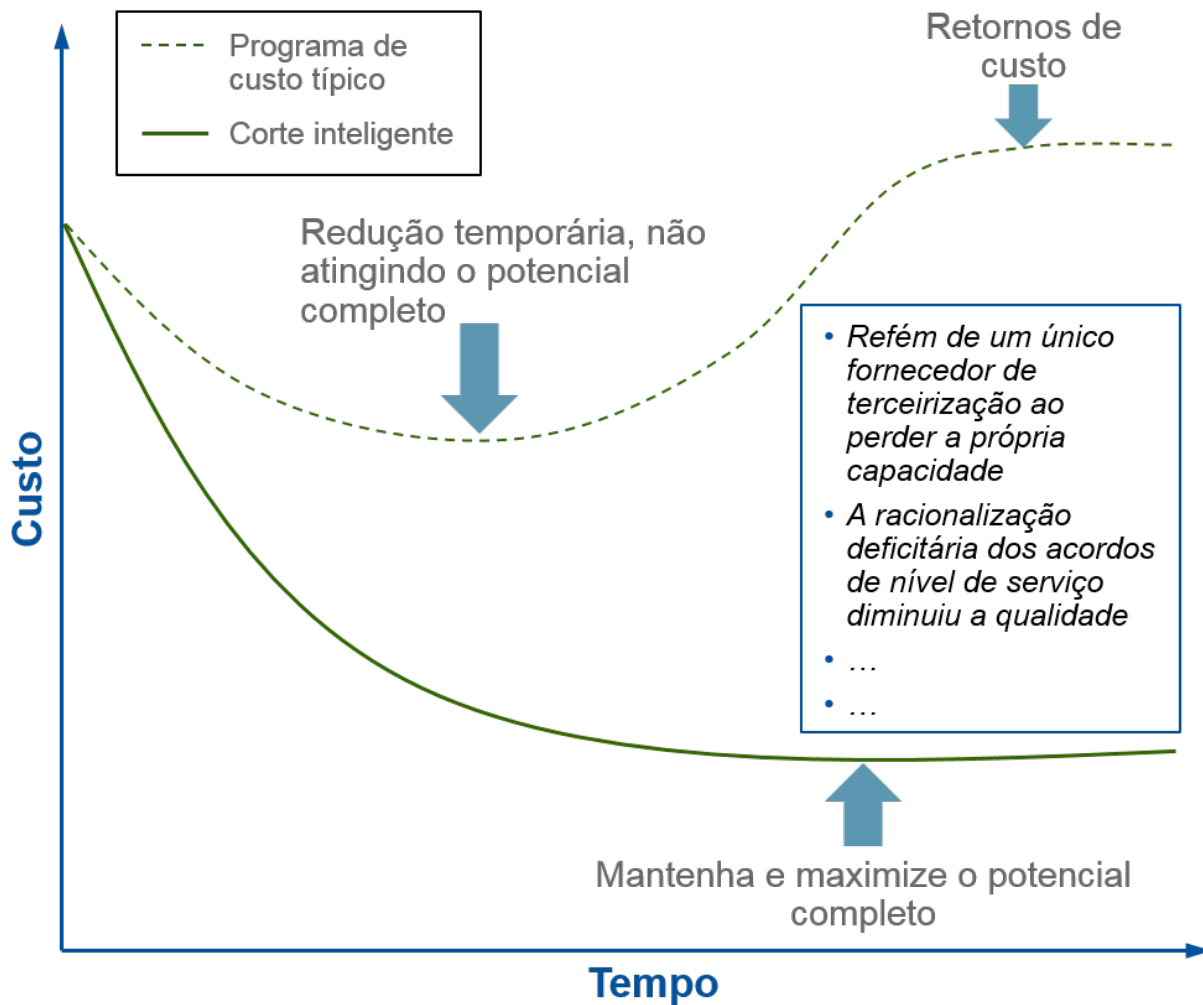 Programa de
custo típico
Corte inteligente
Retornos de
custo
Redução temporária, não
atingindo o potencial
completo
• Refém de um único
fornecedor de
terceirização ao
perder a própria
capacidade
• A racionalização
deficitária dos acordos
de nível de serviço
diminuiu a qualidade
• …
• …
Custo
Mantenha e maximize o potencial
completo
Tempo